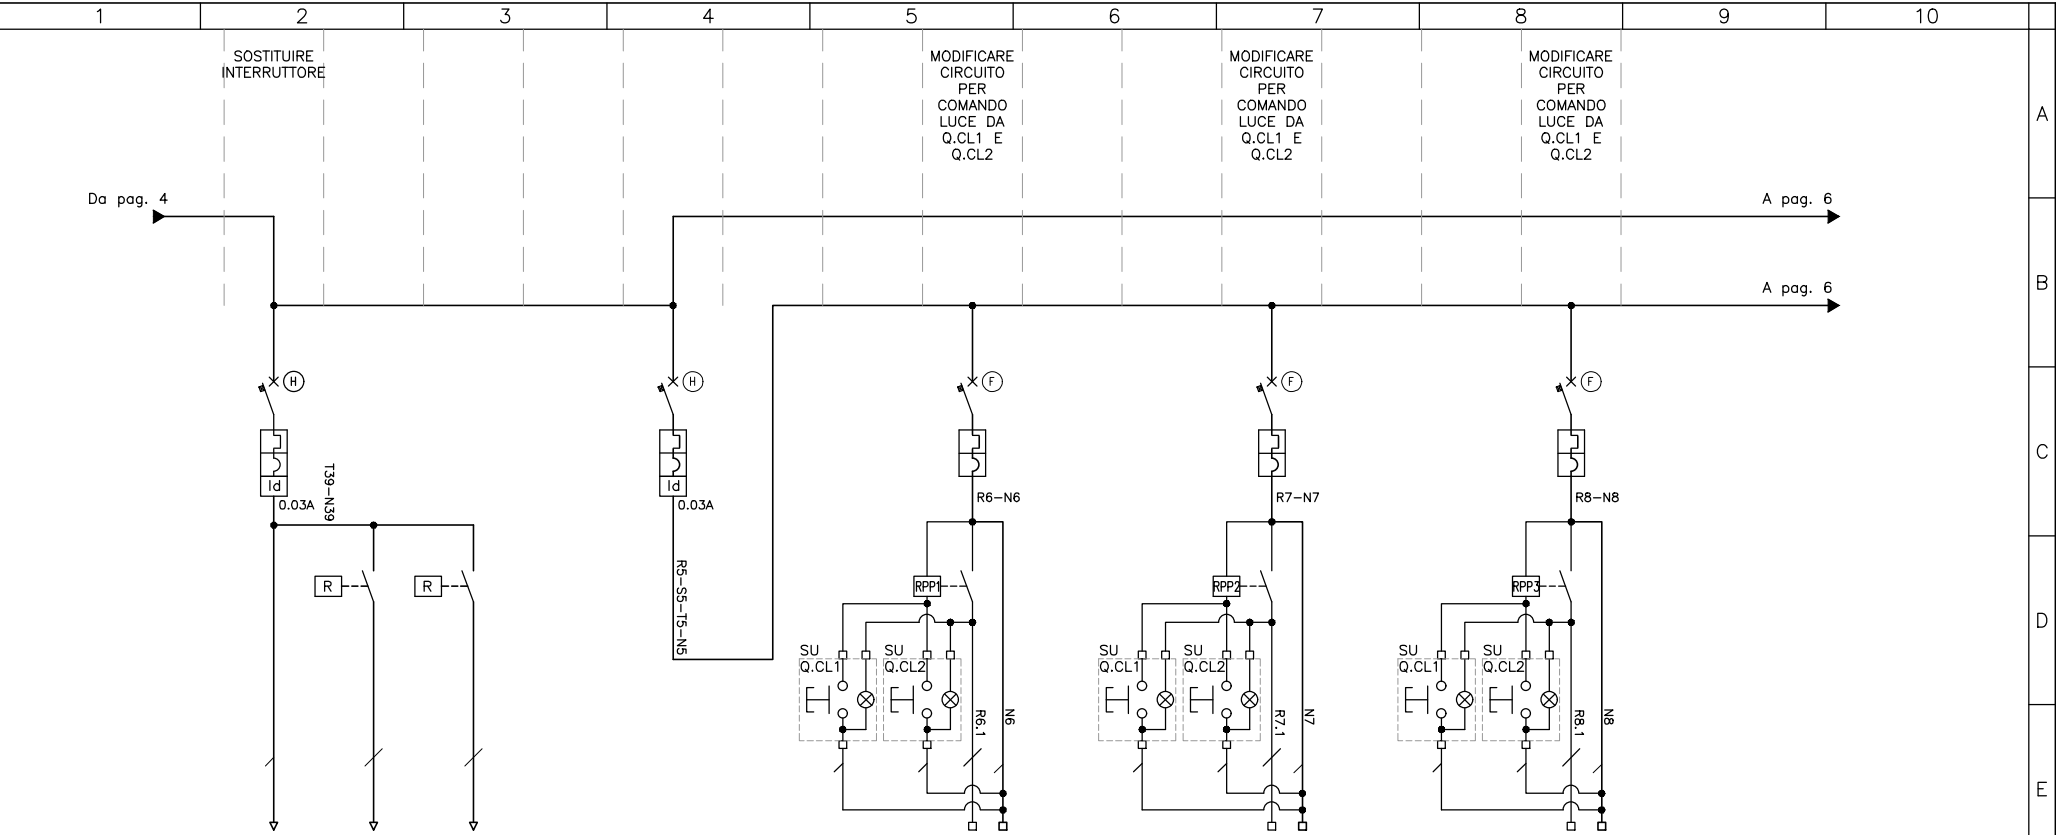 1 2 3 4 5 6 7 8 9 10
SOSTITUIRE
INTERRUTTORE
MODIFICARE
CIRCUITO
PER
COMANDO
LUCE DA
Q.CL1 E
Q.CL2
MODIFICARE
CIRCUITO
PER
COMANDO
LUCE DA
Q.CL1 E
Q.CL2
MODIFICARE
CIRCUITO
PER
COMANDO
LUCE DA
Q.CL1 E
Q.CL2
A
Da pag. 4
A pag. 6
B
A pag. 6
H
H
F
F
F
C
Id
0.03A
T39-N39
Id
0.03A
R6-N6
R7-N7
R8-N8
R
R
R5-S5-T5-N5
RPP1
RPP2
RPP3
D
SU
Q.CL1
SU
Q.CL2
R6.1
N6
SU
Q.CL1
SU
Q.CL2
R7.1
N7
SU
Q.CL1
SU
Q.CL2
R8.1
N8
E